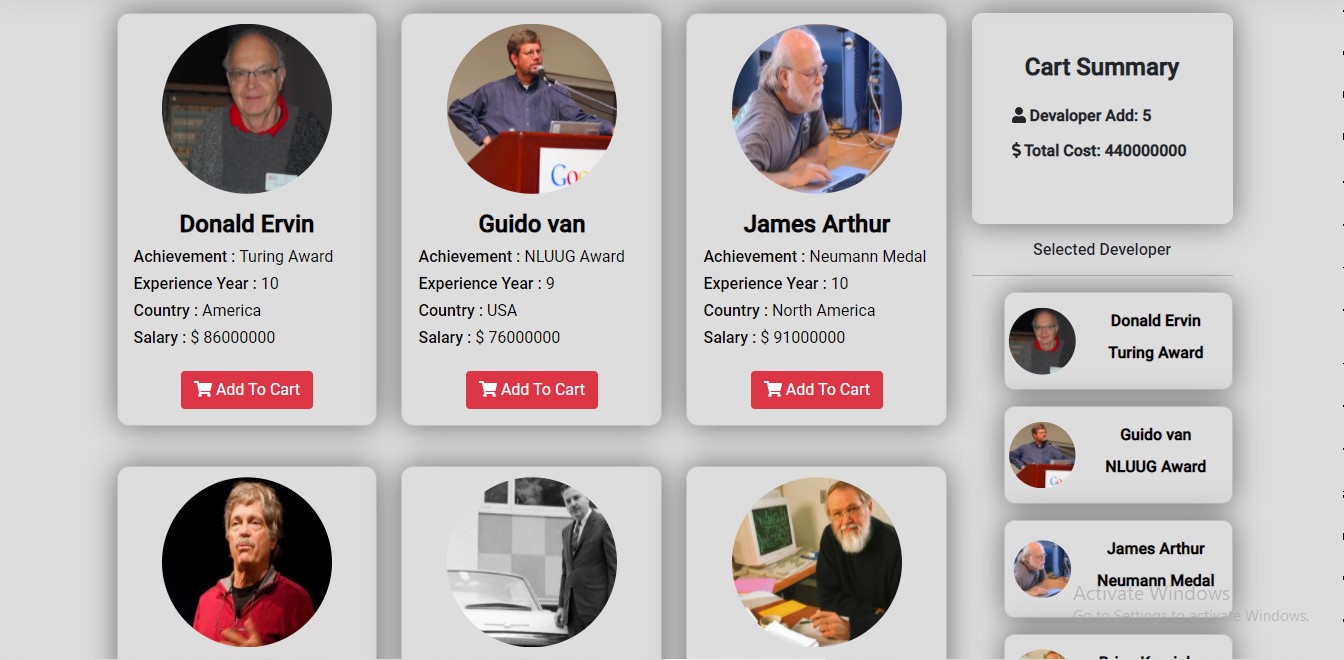 Donald Ervin
Achievement : Turing Award
Experience Year : 10
Country : America
Salary : $ 86000000
Add To Cart
Guido van
Achievement : NLUUG Award
Experience Year : 9
Country : USA
Salary : $ 76000000
Add To Cart
James Arthur
Achievement : Neumann Medal
Experience Year : 10
Country : North America
Salary : $ 91000000
Add To Cart
Cart Summary
Devaloper Add: 5
$ Total Cost: 440000000
Selected Developer
Donald Ervin
Turing Award
Guido van
NLUUG Award
James Arthur
Neumann Medal
Activate Windows
Go to Settings to activate Windows.